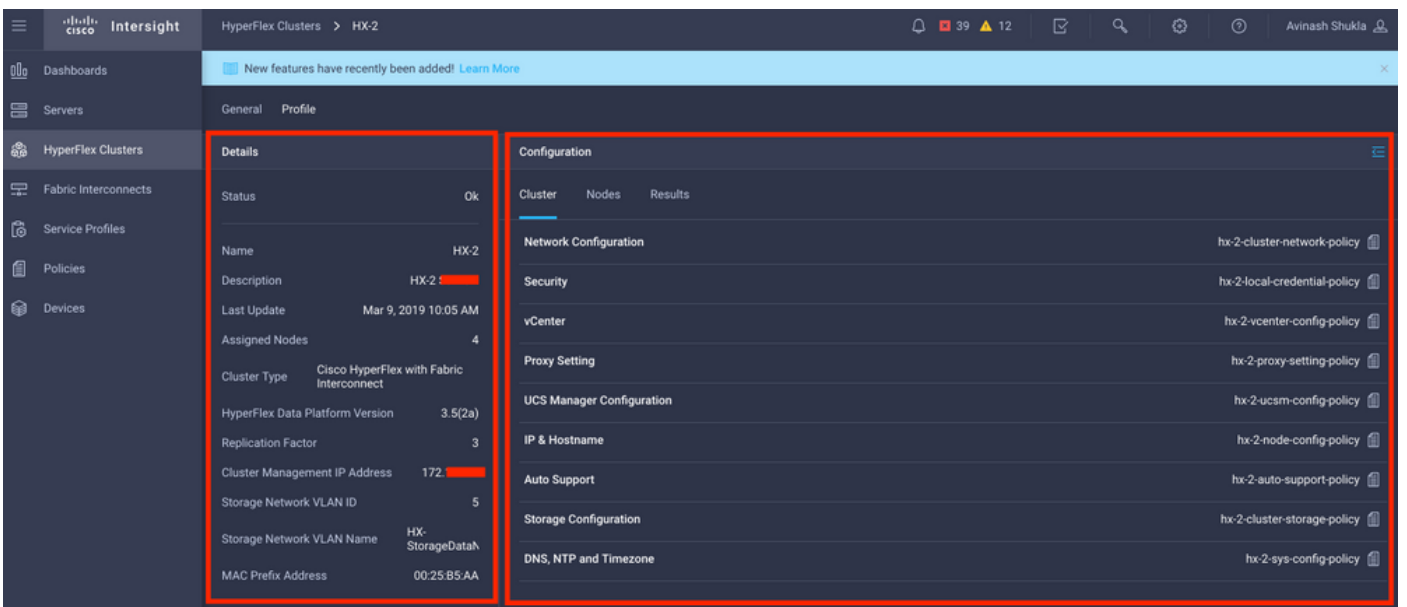 cisco Intersight
HyperFlex Clusters > HX-2
39 12
Avinash Shukla
Dashboards
Servers
HyperFlex Clusters
Fabric Interconnects
Service Profiles
Policies
Devices
New features have recently been added! Learn More
General Profile
Details
Status Ok
Name HX-2
Description HX-2
Last Update Mar 9, 2019 10:05 AM
Assigned Nodes 4
Cluster Type Cisco HyperFlex with Fabric
Interconnect
HyperFlex Data Platform Version 3.5(2a)
Replication Factor 3
Cluster Management IP Address 172.
Storage Network VLAN ID 5
Storage Network VLAN Name HX-
StorageDataN
MAC Prefix Address 00:25:B5:AA
Configuration
Cluster Nodes Results
Network Configuration hx-2-cluster-network-policy
Security hx-2-local-credential-policy
vCenter hx-2-vcenter-config-policy
Proxy Setting hx-2-proxy-setting-policy
UCS Manager Configuration hx-2-ucsm-config-policy
IP & Hostname hx-2-node-config-policy
Auto Support hx-2-auto-support-policy
Storage Configuration hx-2-cluster-storage-policy
DNS, NTP and Timezone hx-2-sys-config-policy